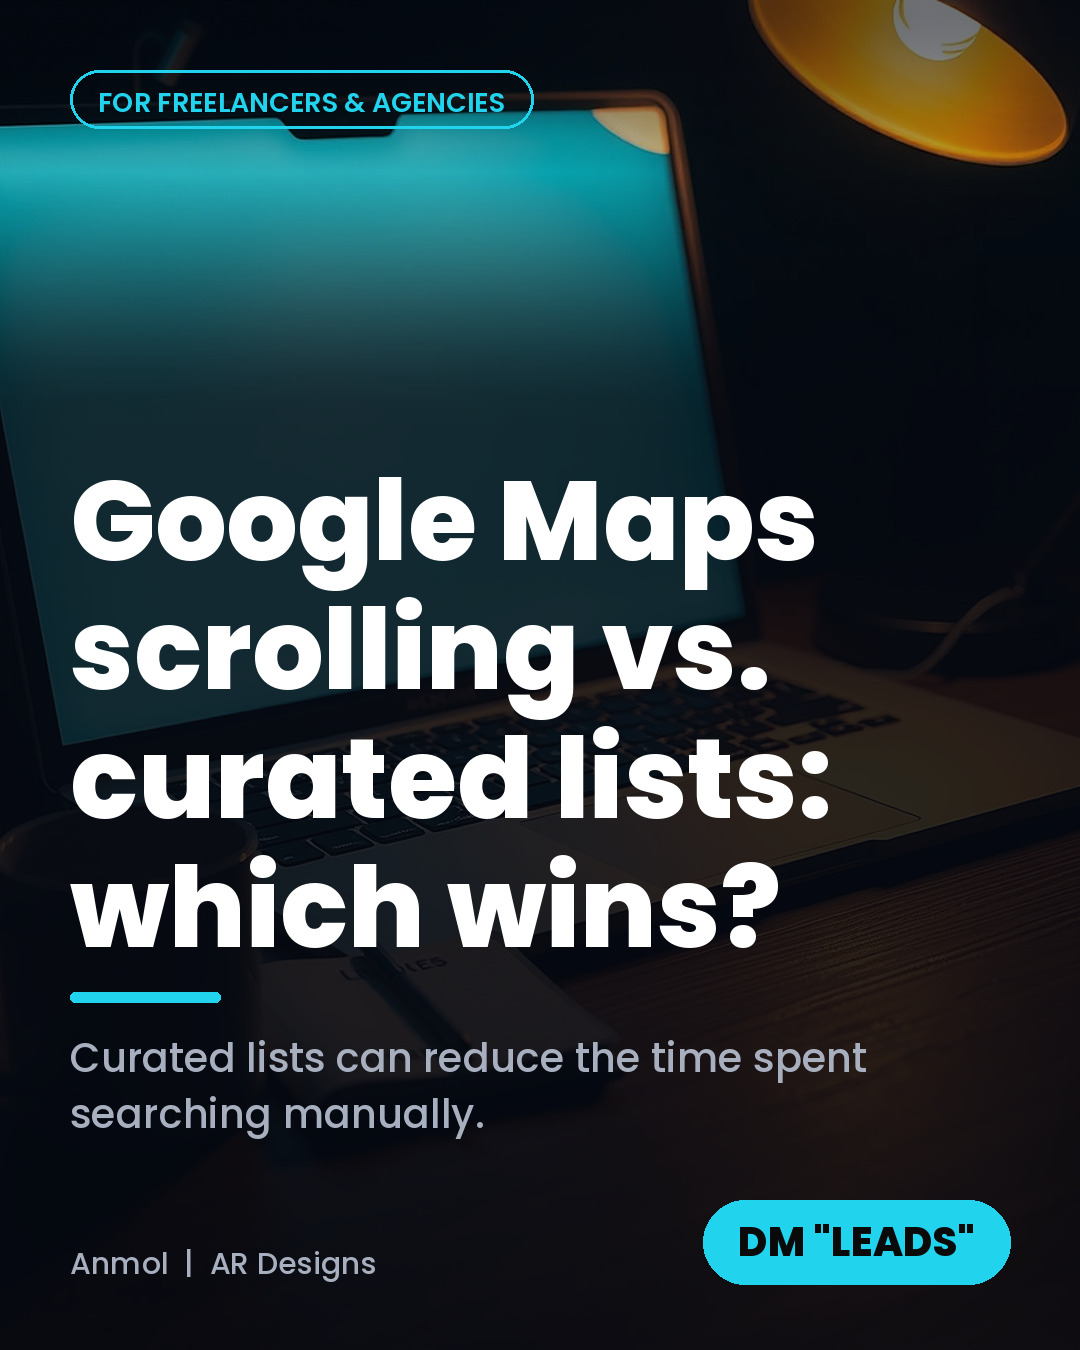 FOR FREELANCERS & AGENCIES
Google Maps
scrolling vs.
curated lists:
which wins?
Curated lists can reduce the time spent
searching manually.
Anmol | AR Designs
DM "LEADS"